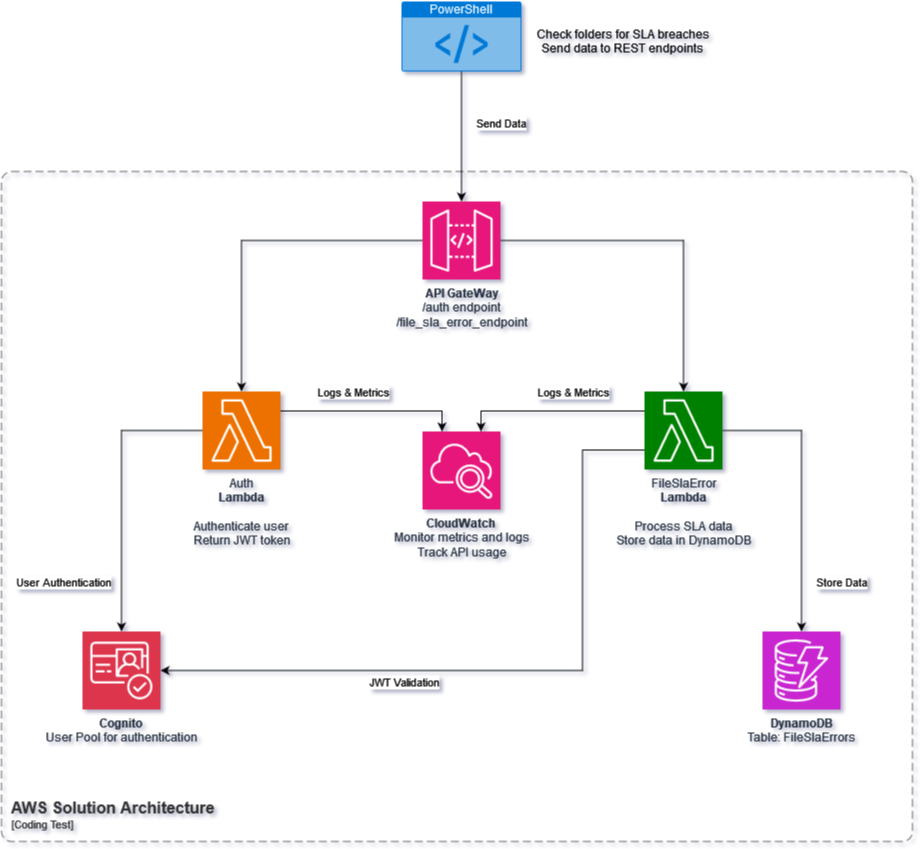 PowerShell
</>
Check folders for SLA breaches
Send data to REST endpoints
Send Data
</>
API GateWay
/auth endpoint
/file_sla_error_endpoint
Logs & Metrics
Logs & Metrics
Auth
Lambda
Authenticate user
Return JWT token
CloudWatch
Monitor metrics and logs
Track API usage
FileSlaError
Lambda
Process SLA data
Store data in DynamoDB
User Authentication
Store Data
JWT Validation
Cognito
User Pool for authentication
DynamoDB
Table: FileSlaErrors
AWS Solution Architecture
[Coding Test]